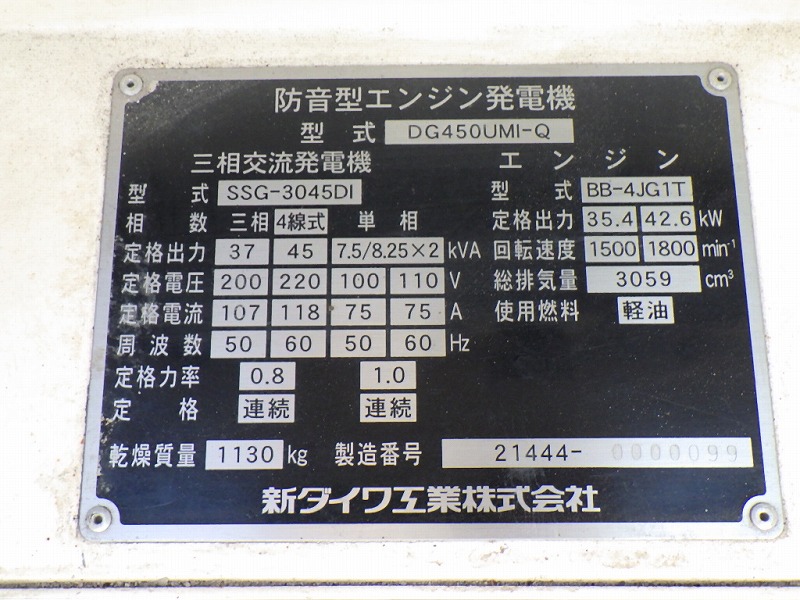 防音型エンジン発電機
型式 DG450UMI-Q
三相交流発電機
型式 SSG-3045DI
相数 三相 4線式 単相
定格出力 37 45 7.5/8.25×2 kVA
定格電圧 200 220 100 110 V
定格電流 107 118 75 75 A
周波数 50 60 50 60 Hz
定格力率 0.8 1.0
定格 連続 連続
エンジン
型式 BB-4JG1T
定格出力 35.4 42.6 kW
回転速度 1500 1800 min⁻¹
総排気量 3059 cm³
使用燃料 軽油
乾燥質量 1130 kg 製造番号 21444-0000099
新ダイワ工業株式会社